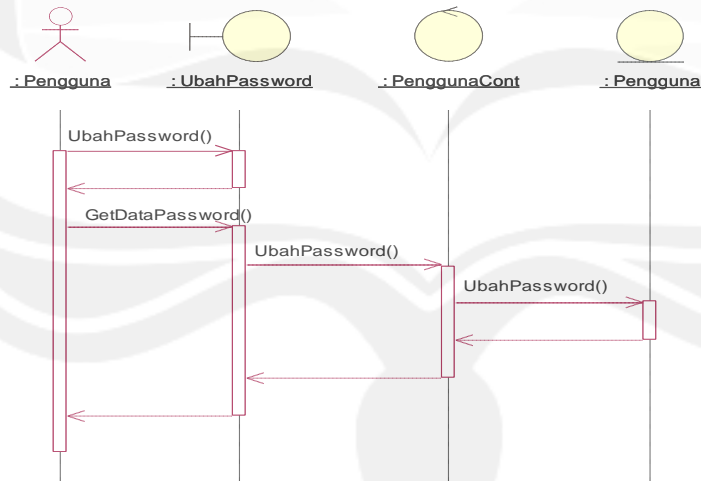 : Pengguna
: UbahPassword
: PenggunaCont
: Pengguna
UbahPassword()
GetDataPassword()
UbahPassword()
UbahPassword()